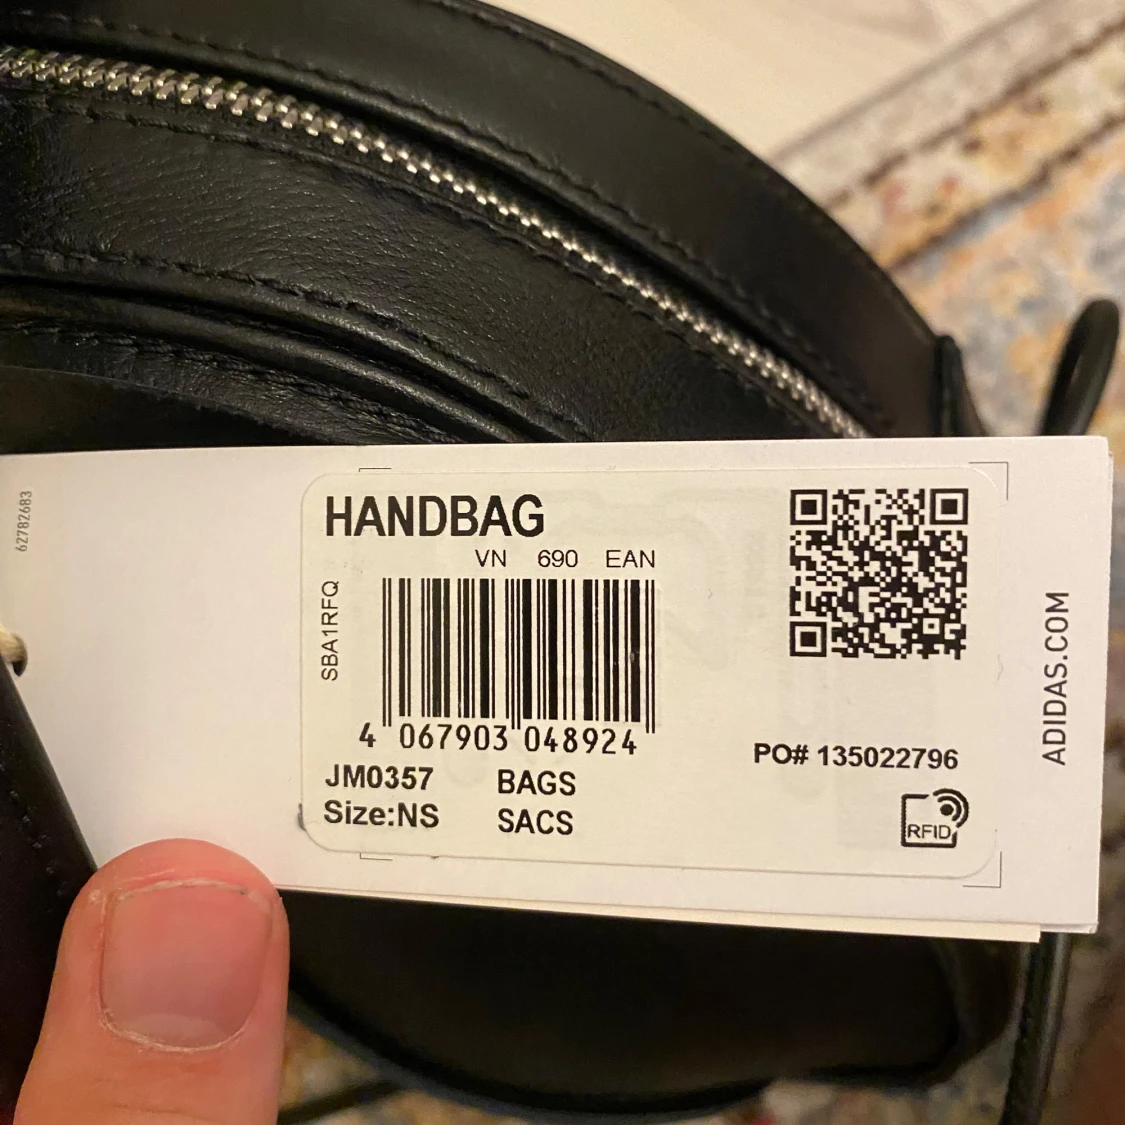 62782683
HANDBAG
VN 690 EAN
SBA1RFQ
4 067903 048924
JM0357 BAGS
Size:NS SACS
PO# 135022796
RFID
ADIDAS.COM